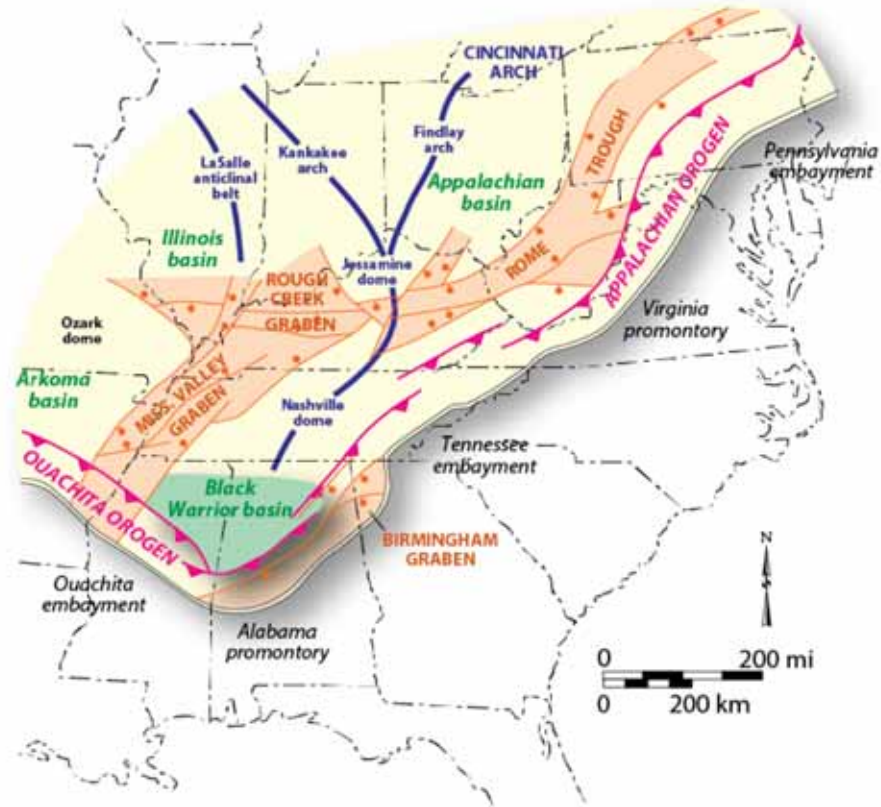 CINCINNATI
ARCH
LaSalle
anticlinal
belt
Kankakee
arch
Findlay
arch
Appalachian
basin
TROUGH
Pennsylvania
embayment
Illinois
basin
Jessamine
dome
ROME
APPALACHIAN OROGEN
ROUGH
CREEK
GRABEN
Virginia
promontory
Ozark
dome
Arkoma
basin
MISS. VALLEY
GRABEN
Nashville
dome
Tennessee
embayment
OUACHITA OROGEN
Black
Warrior basin
BIRMINGHAM
GRABEN
Ouachita
embayment
Alabama
promontory
N
S
0 200 mi
0 200 km